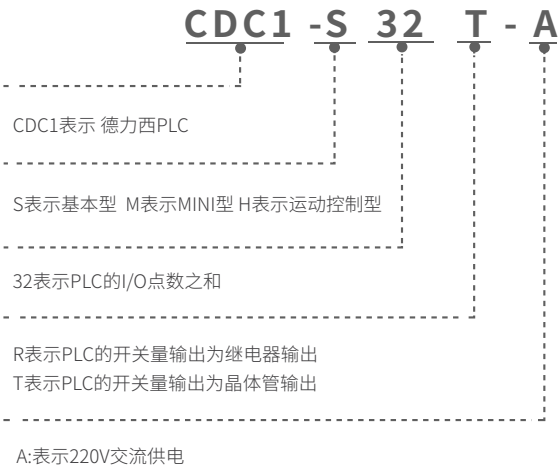 CDC1 -S 32 T - A
CDC1表示 德力西PLC
S表示基本型 M表示MINI型 H表示运动控制型
32表示PLC的I/O点数之和
R表示PLC的开关量输出为继电器输出
T表示PLC的开关量输出为晶体管输出
A:表示220V交流供电